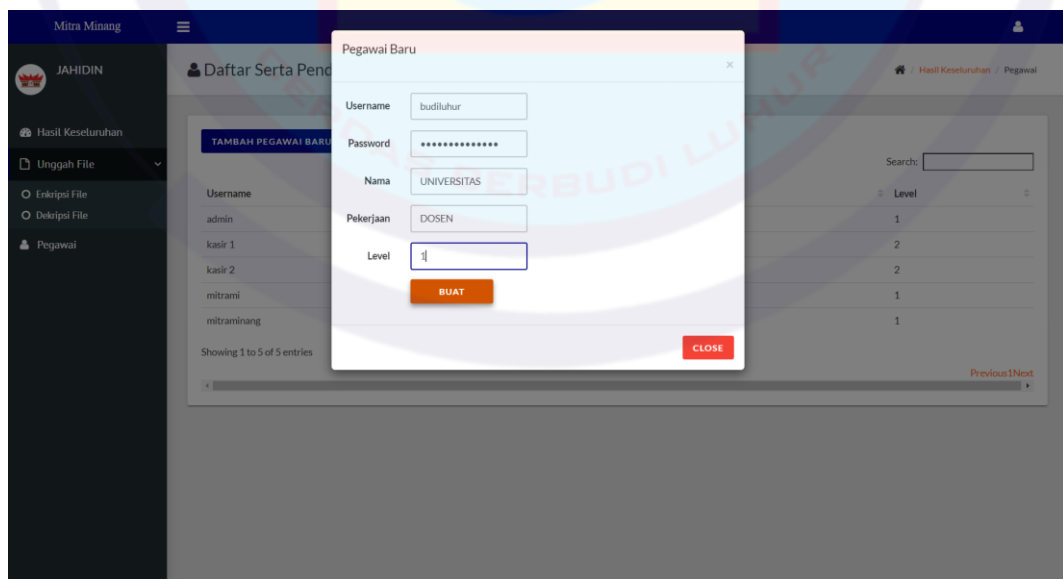 Mitra Minang
JAHIDIN
Hasil Keseluruhan
Unggah File
Enkripsi File
Dekripsi File
Pegawai
Daftar Serta Pend
/ Hasil Keseluruhan / Pegawai
TAMBAH PEGAWAI BARU
Search:
Username Level
admin 1
kasir 1 2
kasir 2 2
mitrami 1
mitraminang 1
Showing 1 to 5 of 5 entries
Previous1Next
Pegawai Baru
×
Username budiluhur
Password ••••••••••••••
Nama UNIVERSITAS
Pekerjaan DOSEN
Level 1
BUAT
CLOSE
CERDAS BERBUDI LUHUR